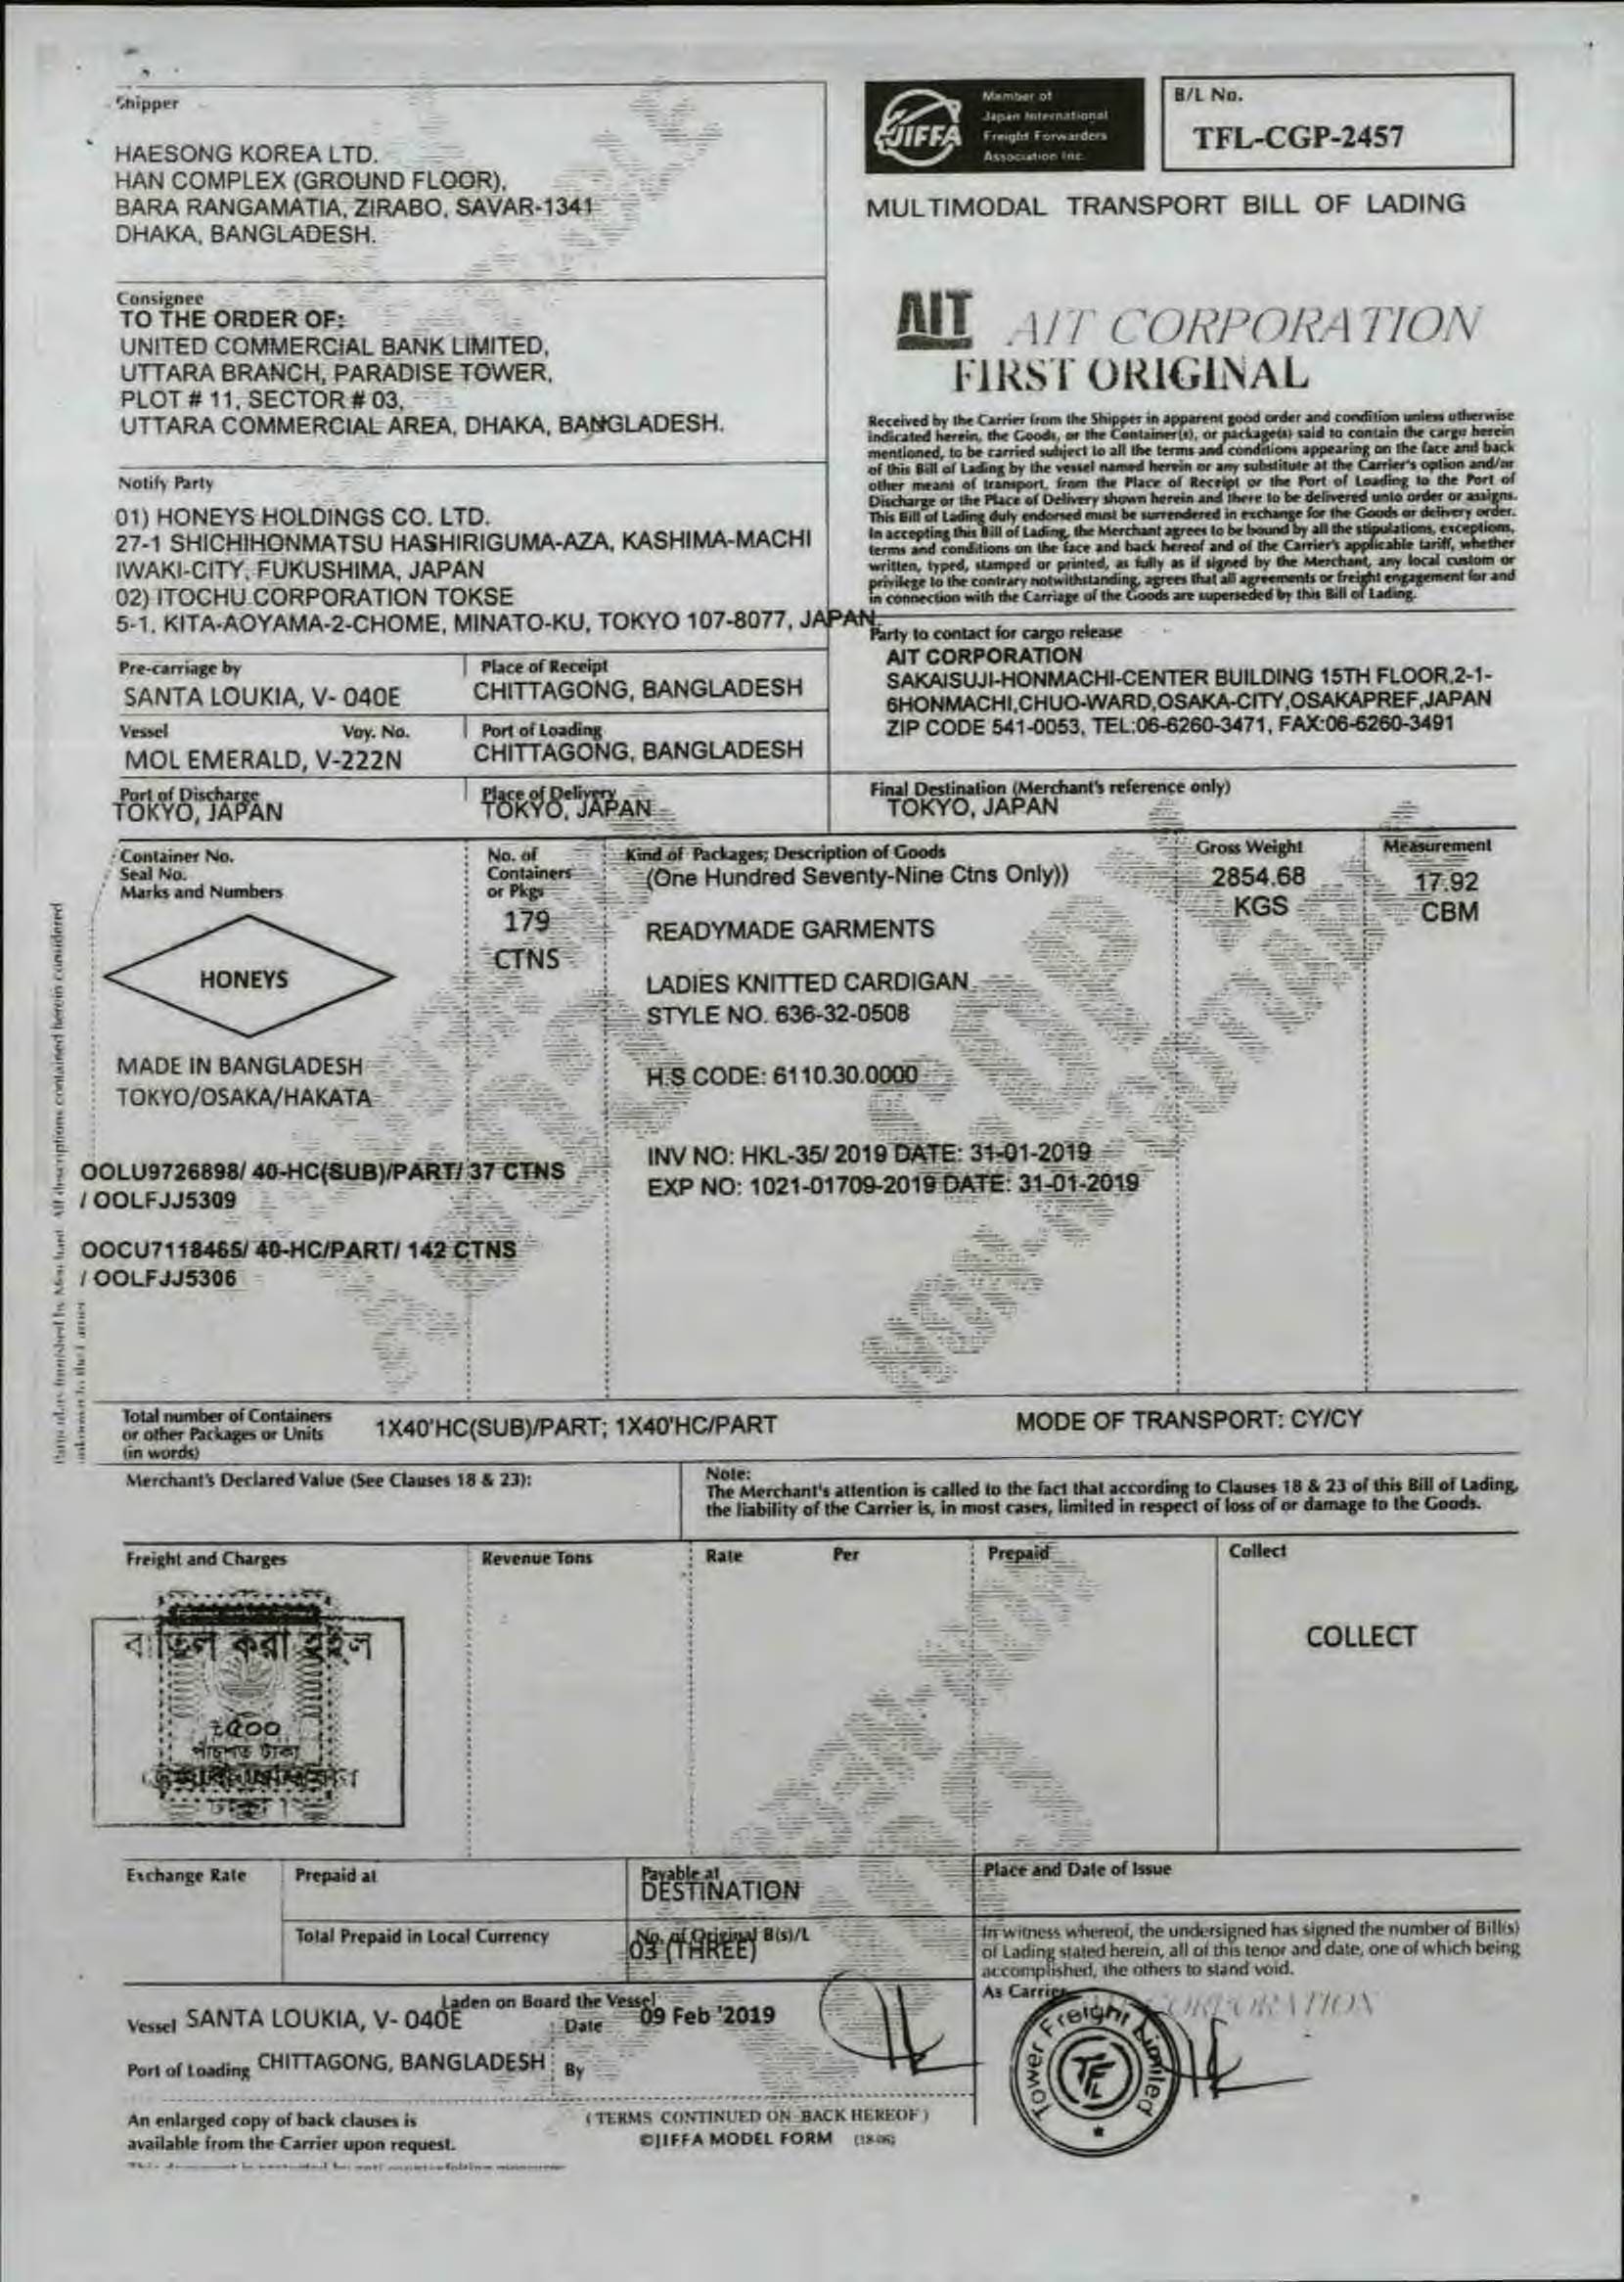 Shipper
HAESONG KOREA LTD.
HAN COMPLEX (GROUND FLOOR),
BARA RANGAMATIA, ZIRABO, SAVAR-1341
DHAKA, BANGLADESH.
JIFFA
Member of
Japan International
Freight Forwarders
Association Inc.
B/L No.
TFL-CGP-2457
MULTIMODAL TRANSPORT BILL OF LADING
Consignee
TO THE ORDER OF:
UNITED COMMERCIAL BANK LIMITED,
UTTARA BRANCH, PARADISE TOWER,
PLOT # 11, SECTOR # 03,
UTTARA COMMERCIAL AREA, DHAKA, BANGLADESH.
AIT AIT CORPORATION
FIRST ORIGINAL
Received by the Carrier from the Shipper in apparent good order and condition unless otherwise
indicated herein, the Goods, or the Container(s), or package(s) said to contain the cargo herein
mentioned, to be carried subject to all the terms and conditions appearing on the face and back
of this Bill of Lading by the vessel named herein or any substitute at the Carrier's option and/or
other means of transport, from the Place of Receipt or the Port of Loading to the Port of
Discharge or the Place of Delivery shown herein and there to be delivered unto order or assigns.
This Bill of Lading duly endorsed must be surrendered in exchange for the Goods or delivery order.
In accepting this Bill of Lading, the Merchant agrees to be bound by all the stipulations, exceptions,
terms and conditions on the face and back hereof and of the Carrier's applicable tariff, whether
written, typed, stamped or printed, as fully as if signed by the Merchant, any local custom or
privilege to the contrary notwithstanding, agrees that all agreements or freight engagement for and
in connection with the Carriage of the Goods are superseded by this Bill of Lading.
Notify Party
01) HONEYS HOLDINGS CO. LTD.
27-1 SHICHIHONMATSU HASHIRIGUMA-AZA, KASHIMA-MACHI
IWAKI-CITY, FUKUSHIMA, JAPAN
02) ITOCHU CORPORATION TOKSE
5-1, KITA-AOYAMA-2-CHOME, MINATO-KU, TOKYO 107-8077, JAPAN
Party to contact for cargo release
AIT CORPORATION
SAKAISUJI-HONMACHI-CENTER BUILDING 15TH FLOOR,2-1-
6HONMACHI,CHUO-WARD,OSAKA-CITY,OSAKAPREF,JAPAN
ZIP CODE 541-0053, TEL:06-6260-3471, FAX:06-6260-3491
Pre-carriage by
SANTA LOUKIA, V- 040E
Place of Receipt
CHITTAGONG, BANGLADESH
Vessel Voy. No.
MOL EMERALD, V-222N
Port of Loading
CHITTAGONG, BANGLADESH
Port of Discharge
TOKYO, JAPAN
Place of Delivery
TOKYO, JAPAN
Final Destination (Merchant's reference only)
TOKYO, JAPAN
Container No.
Seal No.
Marks and Numbers
No. of
Containers
or Pkgs
Kind of Packages; Description of Goods
Gross Weight
Measurement
(One Hundred Seventy-Nine Ctns Only))
2854.68
KGS
17.92
CBM
179
CTNS
READYMADE GARMENTS
HONEYS
LADIES KNITTED CARDIGAN
STYLE NO. 636-32-0508
MADE IN BANGLADESH
TOKYO/OSAKA/HAKATA
H.S CODE: 6110.30.0000
OOLU9726898/ 40-HC(SUB)/PART/ 37 CTNS
/ OOLFJJ5309
INV NO: HKL-35/ 2019 DATE: 31-01-2019
EXP NO: 1021-01709-2019 DATE: 31-01-2019
OOCU7118465/ 40-HC/PART/ 142 CTNS
/ OOLFJJ5306
Total number of Containers
or other Packages or Units
(in words)
1X40'HC(SUB)/PART; 1X40'HC/PART
MODE OF TRANSPORT: CY/CY
Merchant's Declared Value (See Clauses 18 & 23):
Note:
The Merchant's attention is called to the fact that according to Clauses 18 & 23 of this Bill of Lading,
the liability of the Carrier is, in most cases, limited in respect of loss of or damage to the Goods.
Freight and Charges
Revenue Tons
Rate
Per
Prepaid
Collect
COLLECT
বাতিল করা হইল
৳৫০০
পাঁচশত টাকা
Exchange Rate
Prepaid at
Payable at
DESTINATION
Place and Date of Issue
Total Prepaid in Local Currency
No. of Original B(s)/L
03 (THREE)
In witness whereof, the undersigned has signed the number of Bill(s)
of Lading stated herein, all of this tenor and date, one of which being
accomplished, the others to stand void.
As Carrier
CORPORATION
Tower Freight Limited
TFL
Laden on Board the Vessel
Vessel SANTA LOUKIA, V- 040E
Date 09 Feb '2019
Port of Loading CHITTAGONG, BANGLADESH
By
An enlarged copy of back clauses is
available from the Carrier upon request.
(TERMS CONTINUED ON BACK HEREOF)
©JIFFA MODEL FORM